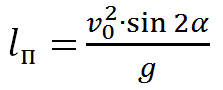 l_П = v_0^2·sin 2α / g